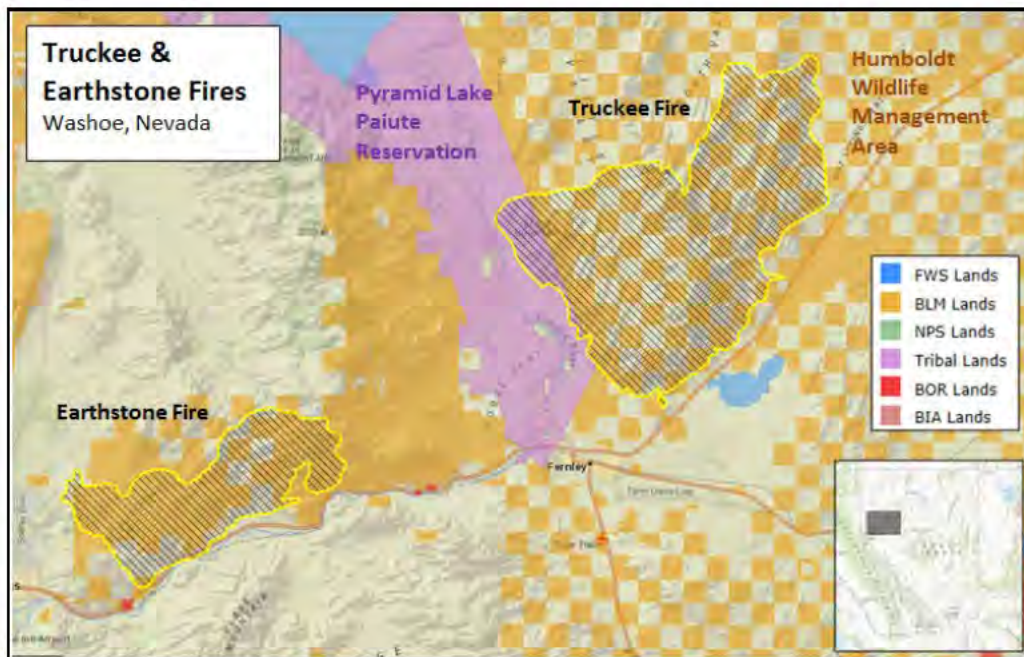 Truckee &
Earthstone Fires
Washoe, Nevada
Pyramid Lake
Paiute
Reservation
Truckee Fire
Humboldt
Wildlife
Management
Area
FWS Lands
BLM Lands
NPS Lands
Tribal Lands
BOR Lands
BIA Lands
Earthstone Fire
Fernley